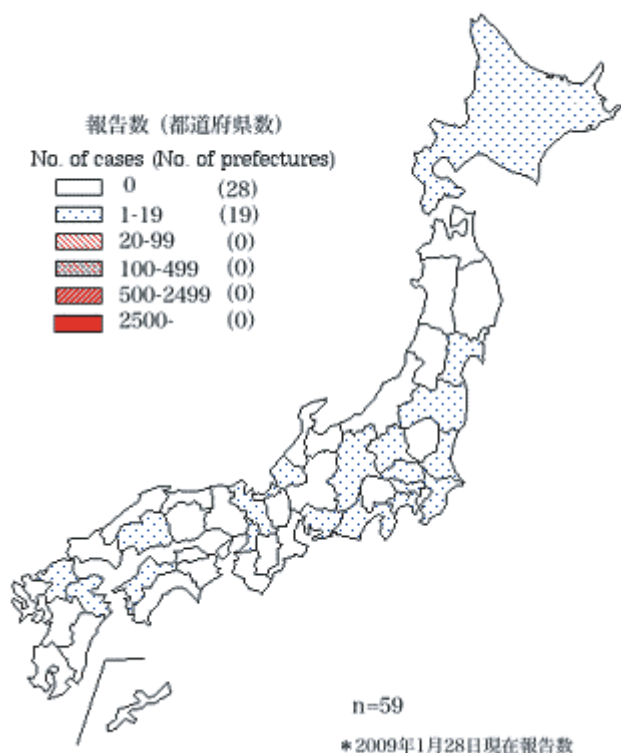 報告数（都道府県数）
No. of cases (No. of prefectures)
0 (28)
1-19 (19)
20-99 (0)
100-499 (0)
500-2499 (0)
2500- (0)
n=59
*2009年1月28日現在報告数